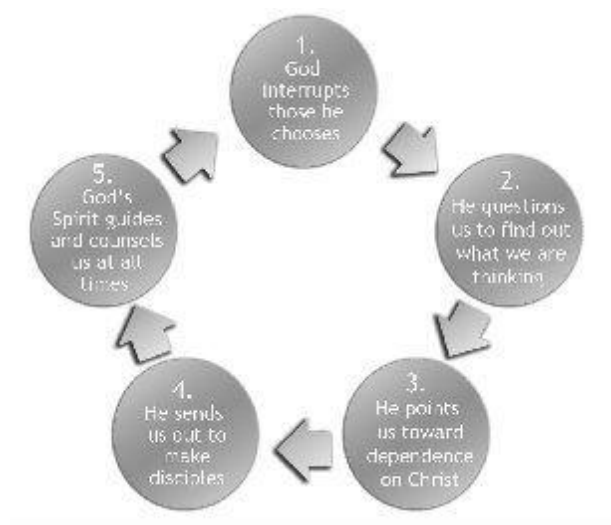 1.
God
interrupts
those he
chooses
2.
He questions
us to find out
what we are
thinking
3.
He points
us toward
dependence
on Christ
4.
He sends
us out to
make
disciples
5.
God's
Spirit guides
and counsels
us at all
times